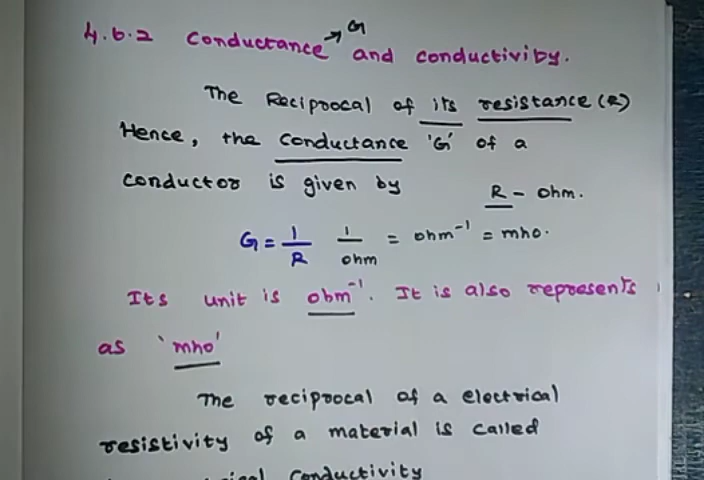 4.6.2 Conductance → G and conductivity.
The Reciprocal of its resistance (R)
Hence, the conductance 'G' of a
conductor is given by
R - ohm.
G = 1/R 1/ohm = ohm⁻¹ = mho.
Its unit is obm⁻¹. It is also represents
as 'mho'
The reciprocal of a electrical
resistivity of a material is called
conductivity